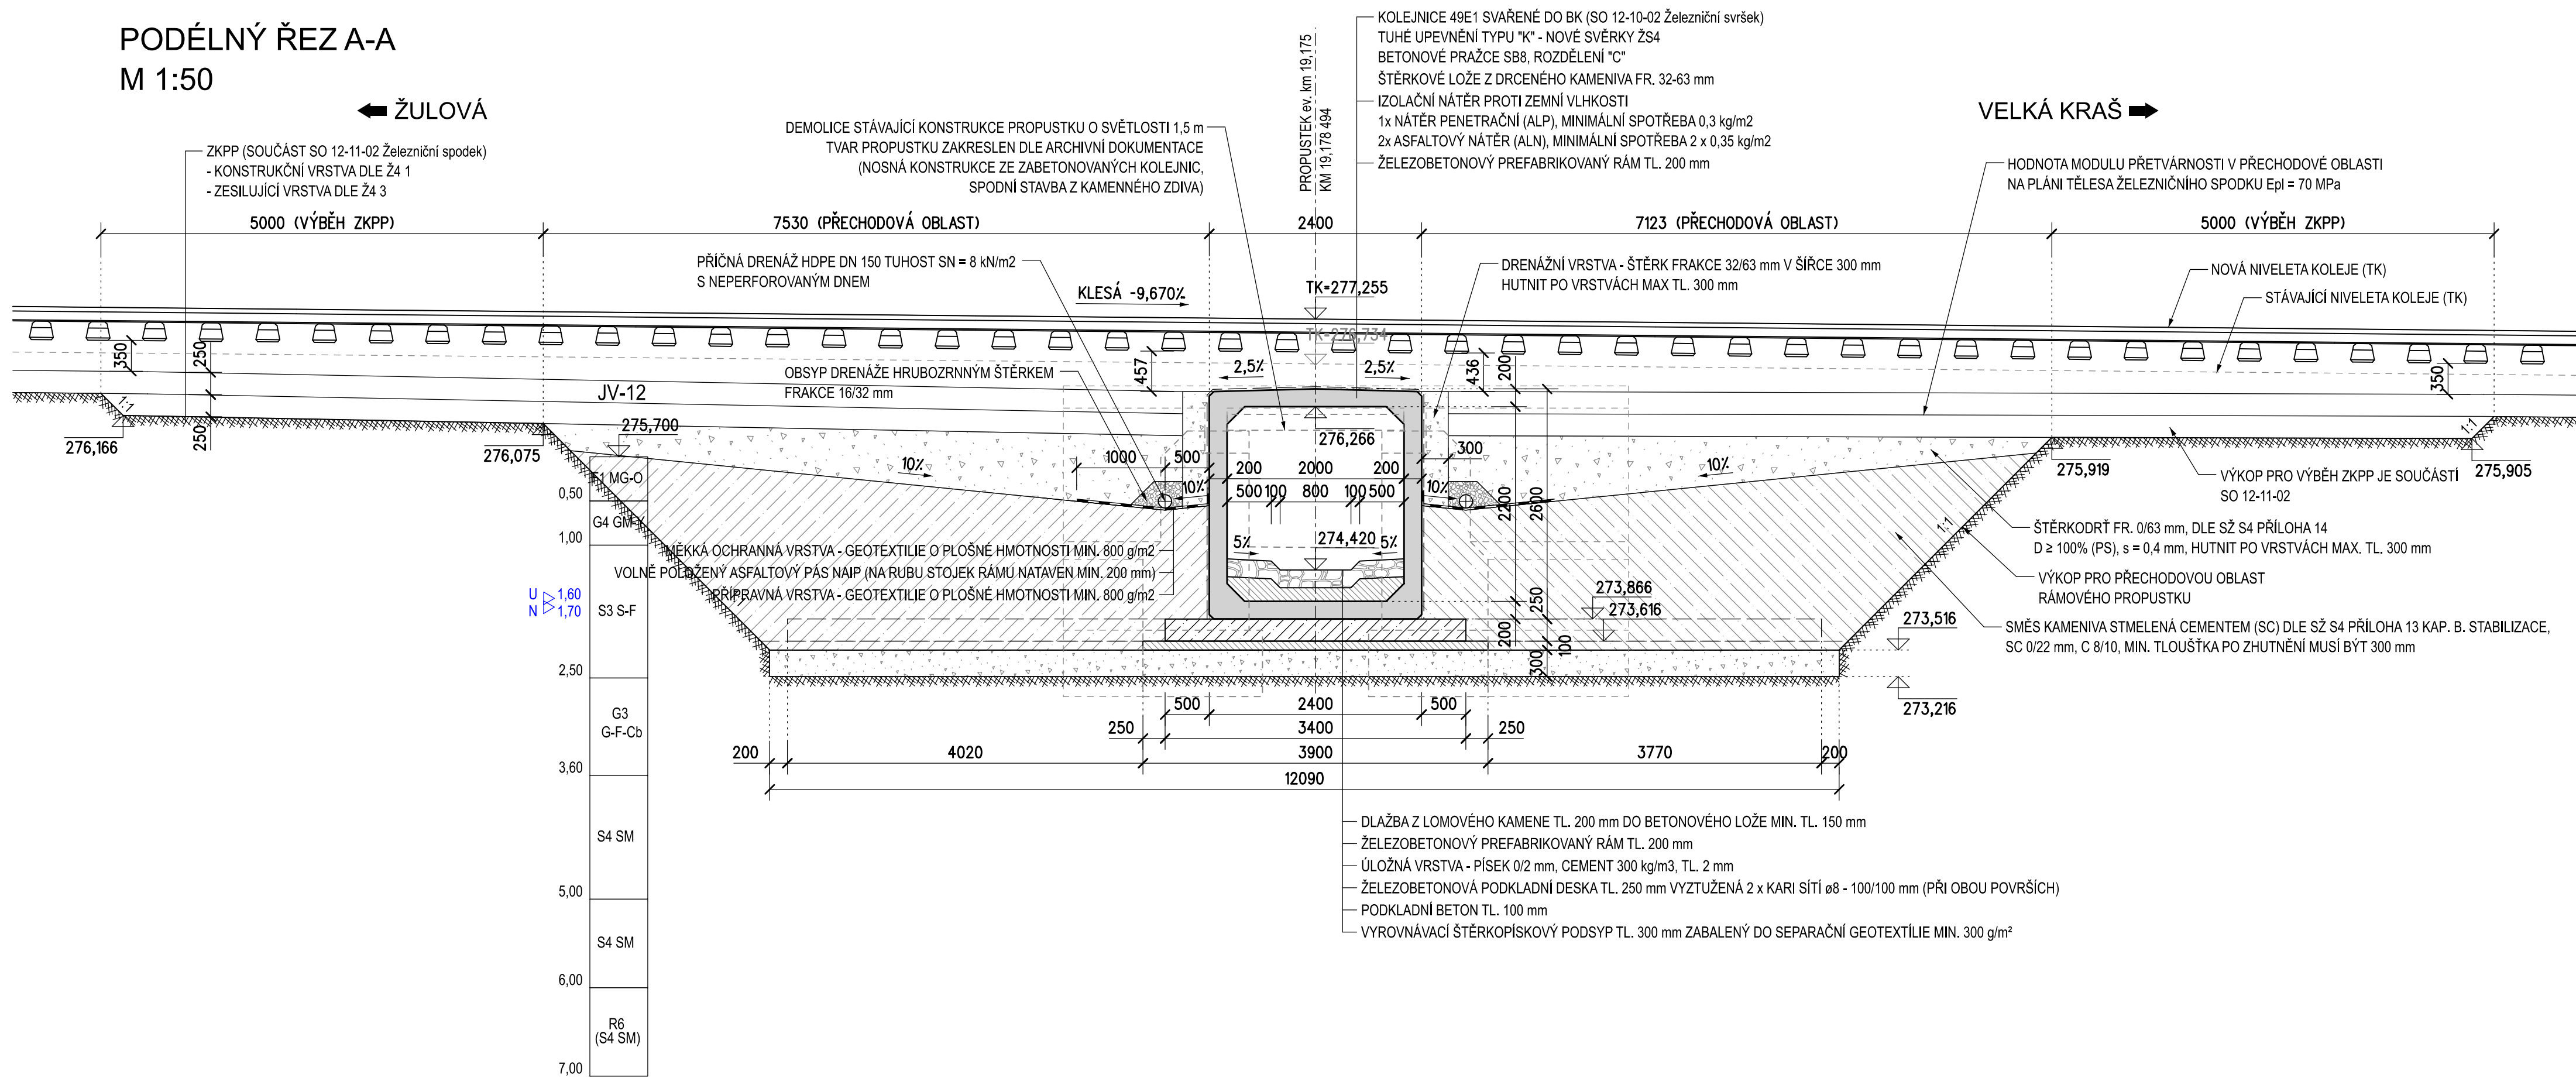 PODÉLNÝ ŘEZ A-A
M 1:50
ŽULOVÁ
VELKÁ KRAŠ
ZKPP (SOUČÁST SO 12-11-02 Železniční spodek)
- KONSTRUKČNÍ VRSTVA DLE Ž4 1
- ZESILUJÍCÍ VRSTVA DLE Ž4 3
DEMOLICE STÁVAJÍCÍ KONSTRUKCE PROPUSTKU O SVĚTLOSTI 1,5 m
TVAR PROPUSTKU ZAKRESLEN DLE ARCHIVNÍ DOKUMENTACE
(NOSNÁ KONSTRUKCE ZE ZABETONOVANÝCH KOLEJNIC,
SPODNÍ STAVBA Z KAMENNÉHO ZDIVA)
PROPUSTEK ev. km 19,175
KM 19,178 494
KOLEJNICE 49E1 SVAŘENÉ DO BK (SO 12-10-02 Železniční svršek)
TUHÉ UPEVNĚNÍ TYPU "K" - NOVÉ SVĚRKY ŽS4
BETONOVÉ PRAŽCE SB8, ROZDĚLENÍ "C"
ŠTĚRKOVÉ LOŽE Z DRCENÉHO KAMENIVA FR. 32-63 mm
IZOLAČNÍ NÁTĚR PROTI ZEMNÍ VLHKOSTI
1x NÁTĚR PENETRAČNÍ (ALP), MINIMÁLNÍ SPOTŘEBA 0,3 kg/m2
2x ASFALTOVÝ NÁTĚR (ALN), MINIMÁLNÍ SPOTŘEBA 2 x 0,35 kg/m2
ŽELEZOBETONOVÝ PREFABRIKOVANÝ RÁM TL. 200 mm
HODNOTA MODULU PŘETVÁRNOSTI V PŘECHODOVÉ OBLASTI
NA PLÁNI TĚLESA ŽELEZNIČNÍHO SPODKU Epl = 70 MPa
5000 (VÝBĚH ZKPP)
7530 (PŘECHODOVÁ OBLAST)
2400
7123 (PŘECHODOVÁ OBLAST)
5000 (VÝBĚH ZKPP)
PŘÍČNÁ DRENÁŽ HDPE DN 150 TUHOST SN = 8 kN/m2
S NEPERFOROVANÝM DNEM
DRENÁŽNÍ VRSTVA - ŠTĚRK FRAKCE 32/63 mm V ŠÍŘCE 300 mm
HUTNIT PO VRSTVÁCH MAX TL. 300 mm
NOVÁ NIVELETA KOLEJE (TK)
STÁVAJÍCÍ NIVELETA KOLEJE (TK)
KLESÁ -9,670%
TK=277,255
TK=276,734
350
250
250
457
2,5%
2,5%
436
200
350
OBSYP DRENÁŽE HRUBOZRNNÝM ŠTĚRKEM
FRAKCE 16/32 mm
JV-12
1:1
276,166
276,075
275,700
276,266
300
275,919
275,905
1:1
10%
1000
500
200
2000
200
10%
10%
500
100
800
100
500
10%
2200
2600
VÝKOP PRO VÝBĚH ZKPP JE SOUČÁSTÍ
SO 12-11-02
ŠTĚRKODRŤ FR. 0/63 mm, DLE SŽ S4 PŘÍLOHA 14
D ≥ 100% (PS), s = 0,4 mm, HUTNIT PO VRSTVÁCH MAX. TL. 300 mm
VÝKOP PRO PŘECHODOVOU OBLAST
RÁMOVÉHO PROPUSTKU
1:1
SMĚS KAMENIVA STMELENÁ CEMENTEM (SC) DLE SŽ S4 PŘÍLOHA 13 KAP. B. STABILIZACE,
SC 0/22 mm, C 8/10, MIN. TLOUŠŤKA PO ZHUTNĚNÍ MUSÍ BÝT 300 mm
MĚKKÁ OCHRANNÁ VRSTVA - GEOTEXTILIE O PLOŠNÉ HMOTNOSTI MIN. 800 g/m2
VOLNĚ POLOŽENÝ ASFALTOVÝ PÁS NAIP (NA RUBU STOJEK RÁMU NATAVEN MIN. 200 mm)
PŘÍPRAVNÁ VRSTVA - GEOTEXTILIE O PLOŠNÉ HMOTNOSTI MIN. 800 g/m2
5%
274,420
5%
250
200
100
300
273,866
273,616
273,516
273,216
F1 MG-O
0,50
G4 GM-Y
1,00
U 1,60
N 1,70
S3 S-F
2,50
G3
G-F-Cb
3,60
S4 SM
5,00
S4 SM
6,00
R6
(S4 SM)
7,00
500
2400
500
250
3400
250
200
4020
3900
3770
200
12090
DLAŽBA Z LOMOVÉHO KAMENE TL. 200 mm DO BETONOVÉHO LOŽE MIN. TL. 150 mm
ŽELEZOBETONOVÝ PREFABRIKOVANÝ RÁM TL. 200 mm
ÚLOŽNÁ VRSTVA - PÍSEK 0/2 mm, CEMENT 300 kg/m3, TL. 2 mm
ŽELEZOBETONOVÁ PODKLADNÍ DESKA TL. 250 mm VYZTUŽENÁ 2 x KARI SÍTÍ ø8 - 100/100 mm (PŘI OBOU POVRŠÍCH)
PODKLADNÍ BETON TL. 100 mm
VYROVNÁVACÍ ŠTĚRKOPÍSKOVÝ PODSYP TL. 300 mm ZABALENÝ DO SEPARAČNÍ GEOTEXTÍLIE MIN. 300 g/m²